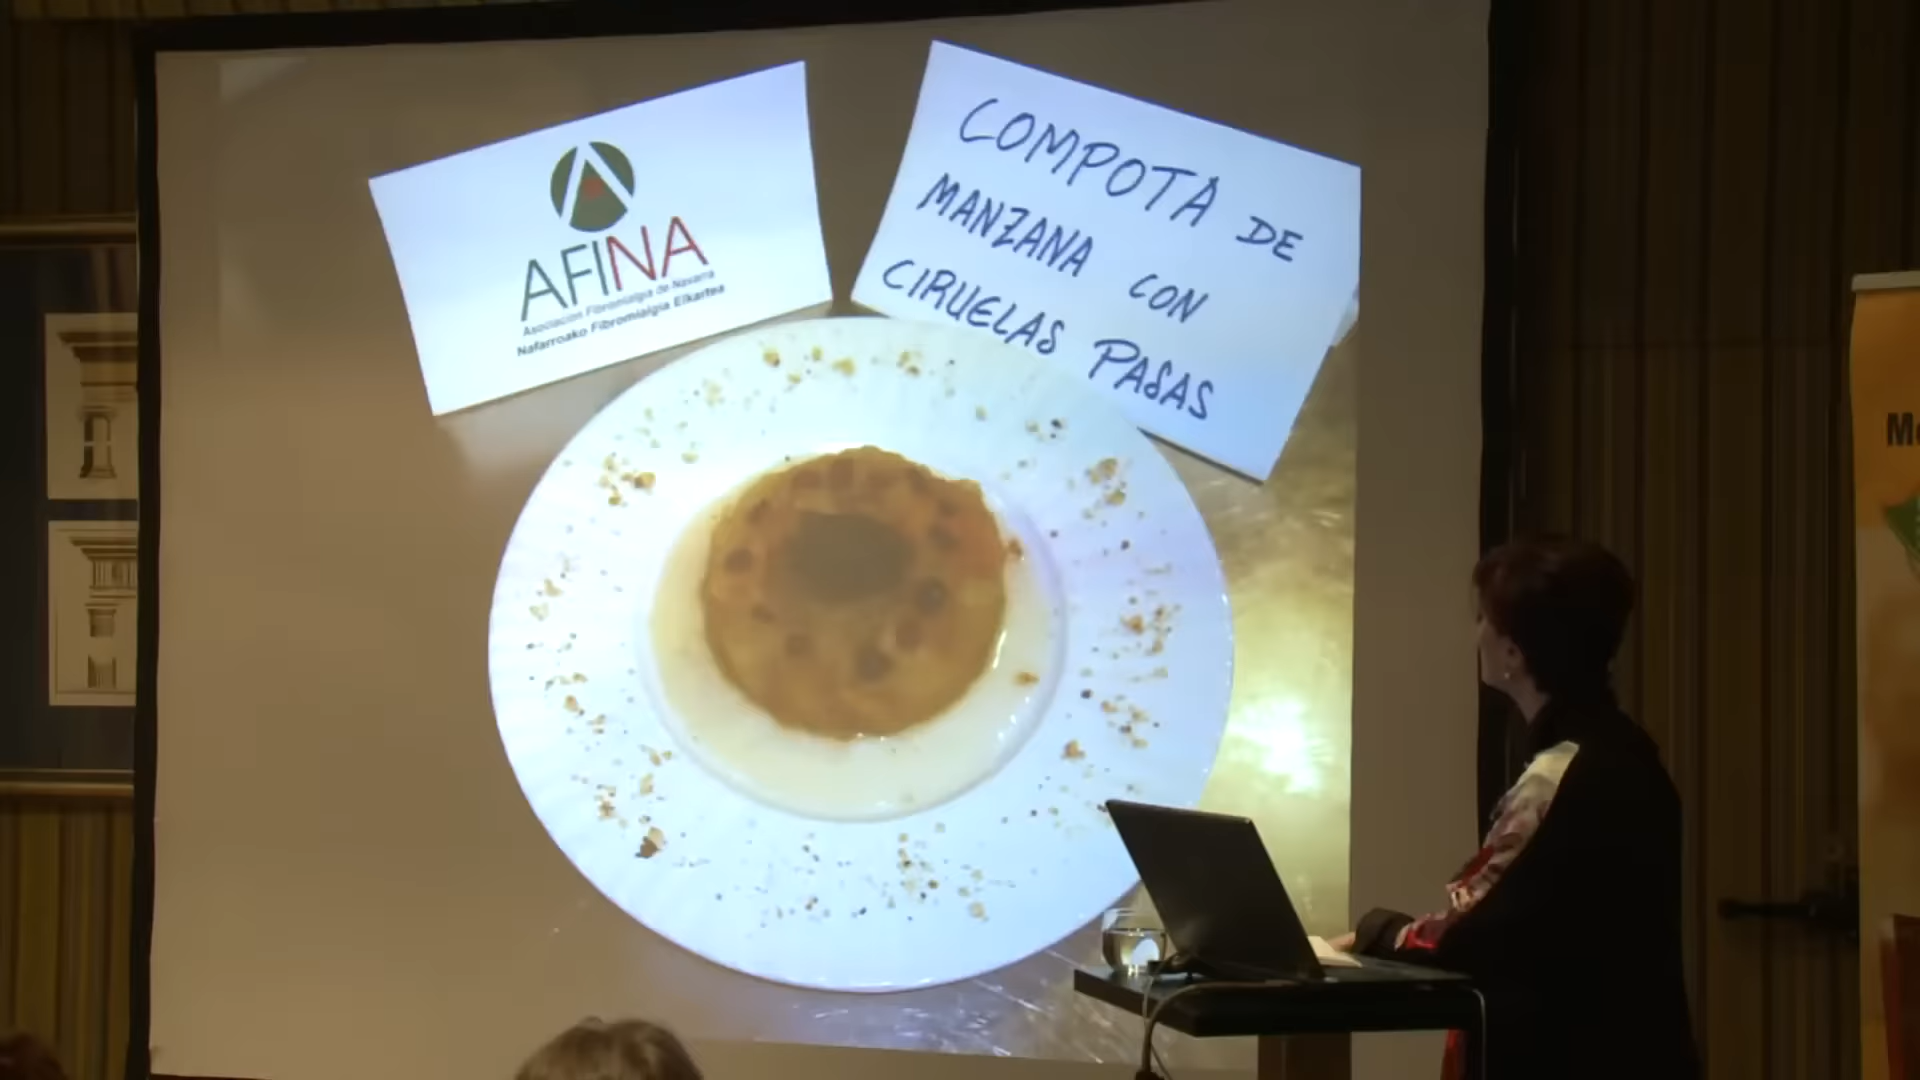 AFINA
Asociación Fibromialgia de Navarra
Nafarroako Fibromialgia Elkartea
COMPOTA DE
MANZANA CON
CIRUELAS PASAS